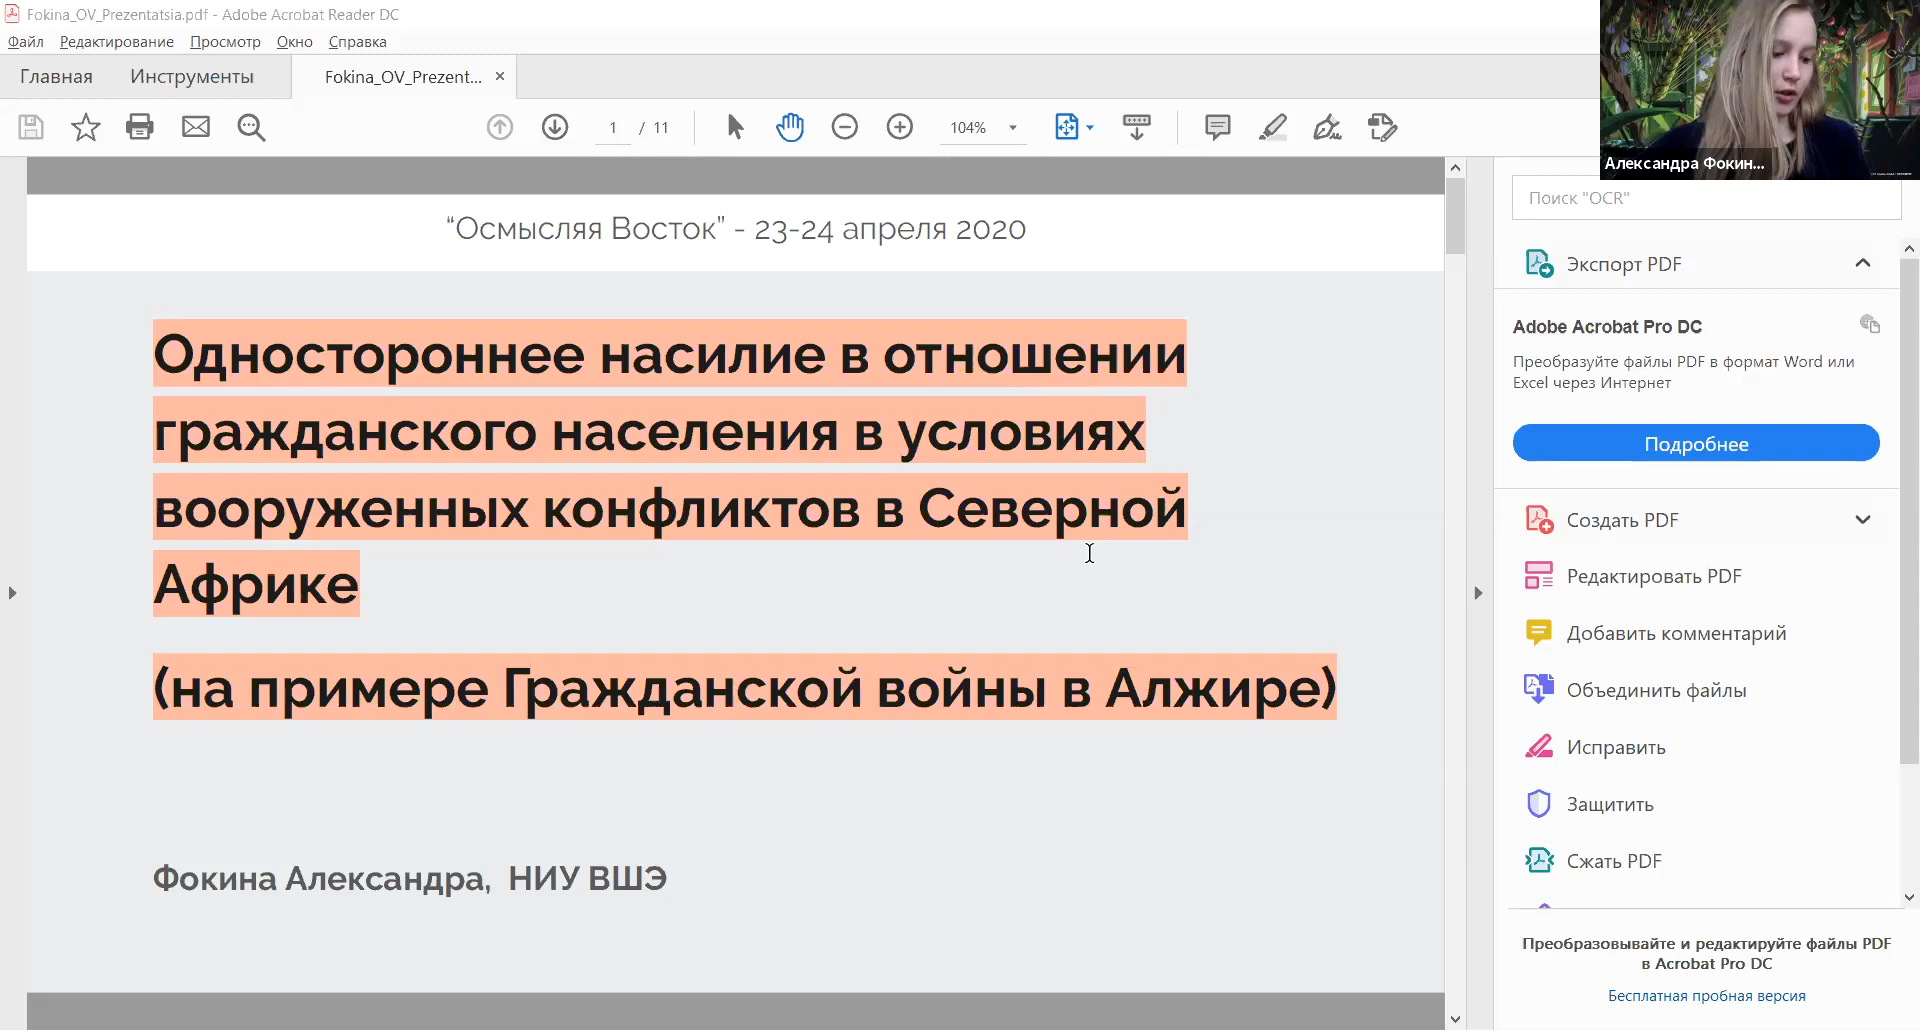 Fokina_OV_Prezentatsia.pdf - Adobe Acrobat Reader DC
Файл Редактирование Просмотр Окно Справка
Главная Инструменты Fokina_OV_Prezent... ×
1 / 11 104%
Александра Фокин...
“Осмысляя Восток” - 23-24 апреля 2020
Одностороннее насилие в отношении
гражданского населения в условиях
вооруженных конфликтов в Северной
Африке
(на примере Гражданской войны в Алжире)
Фокина Александра, НИУ ВШЭ
Поиск "OCR"
Экспорт PDF
Adobe Acrobat Pro DC
Преобразуйте файлы PDF в формат Word или
Excel через Интернет
Подробнее
Создать PDF
Редактировать PDF
Добавить комментарий
Объединить файлы
Исправить
Защитить
Сжать PDF
Преобразовывайте и редактируйте файлы PDF
в Acrobat Pro DC
Бесплатная пробная версия